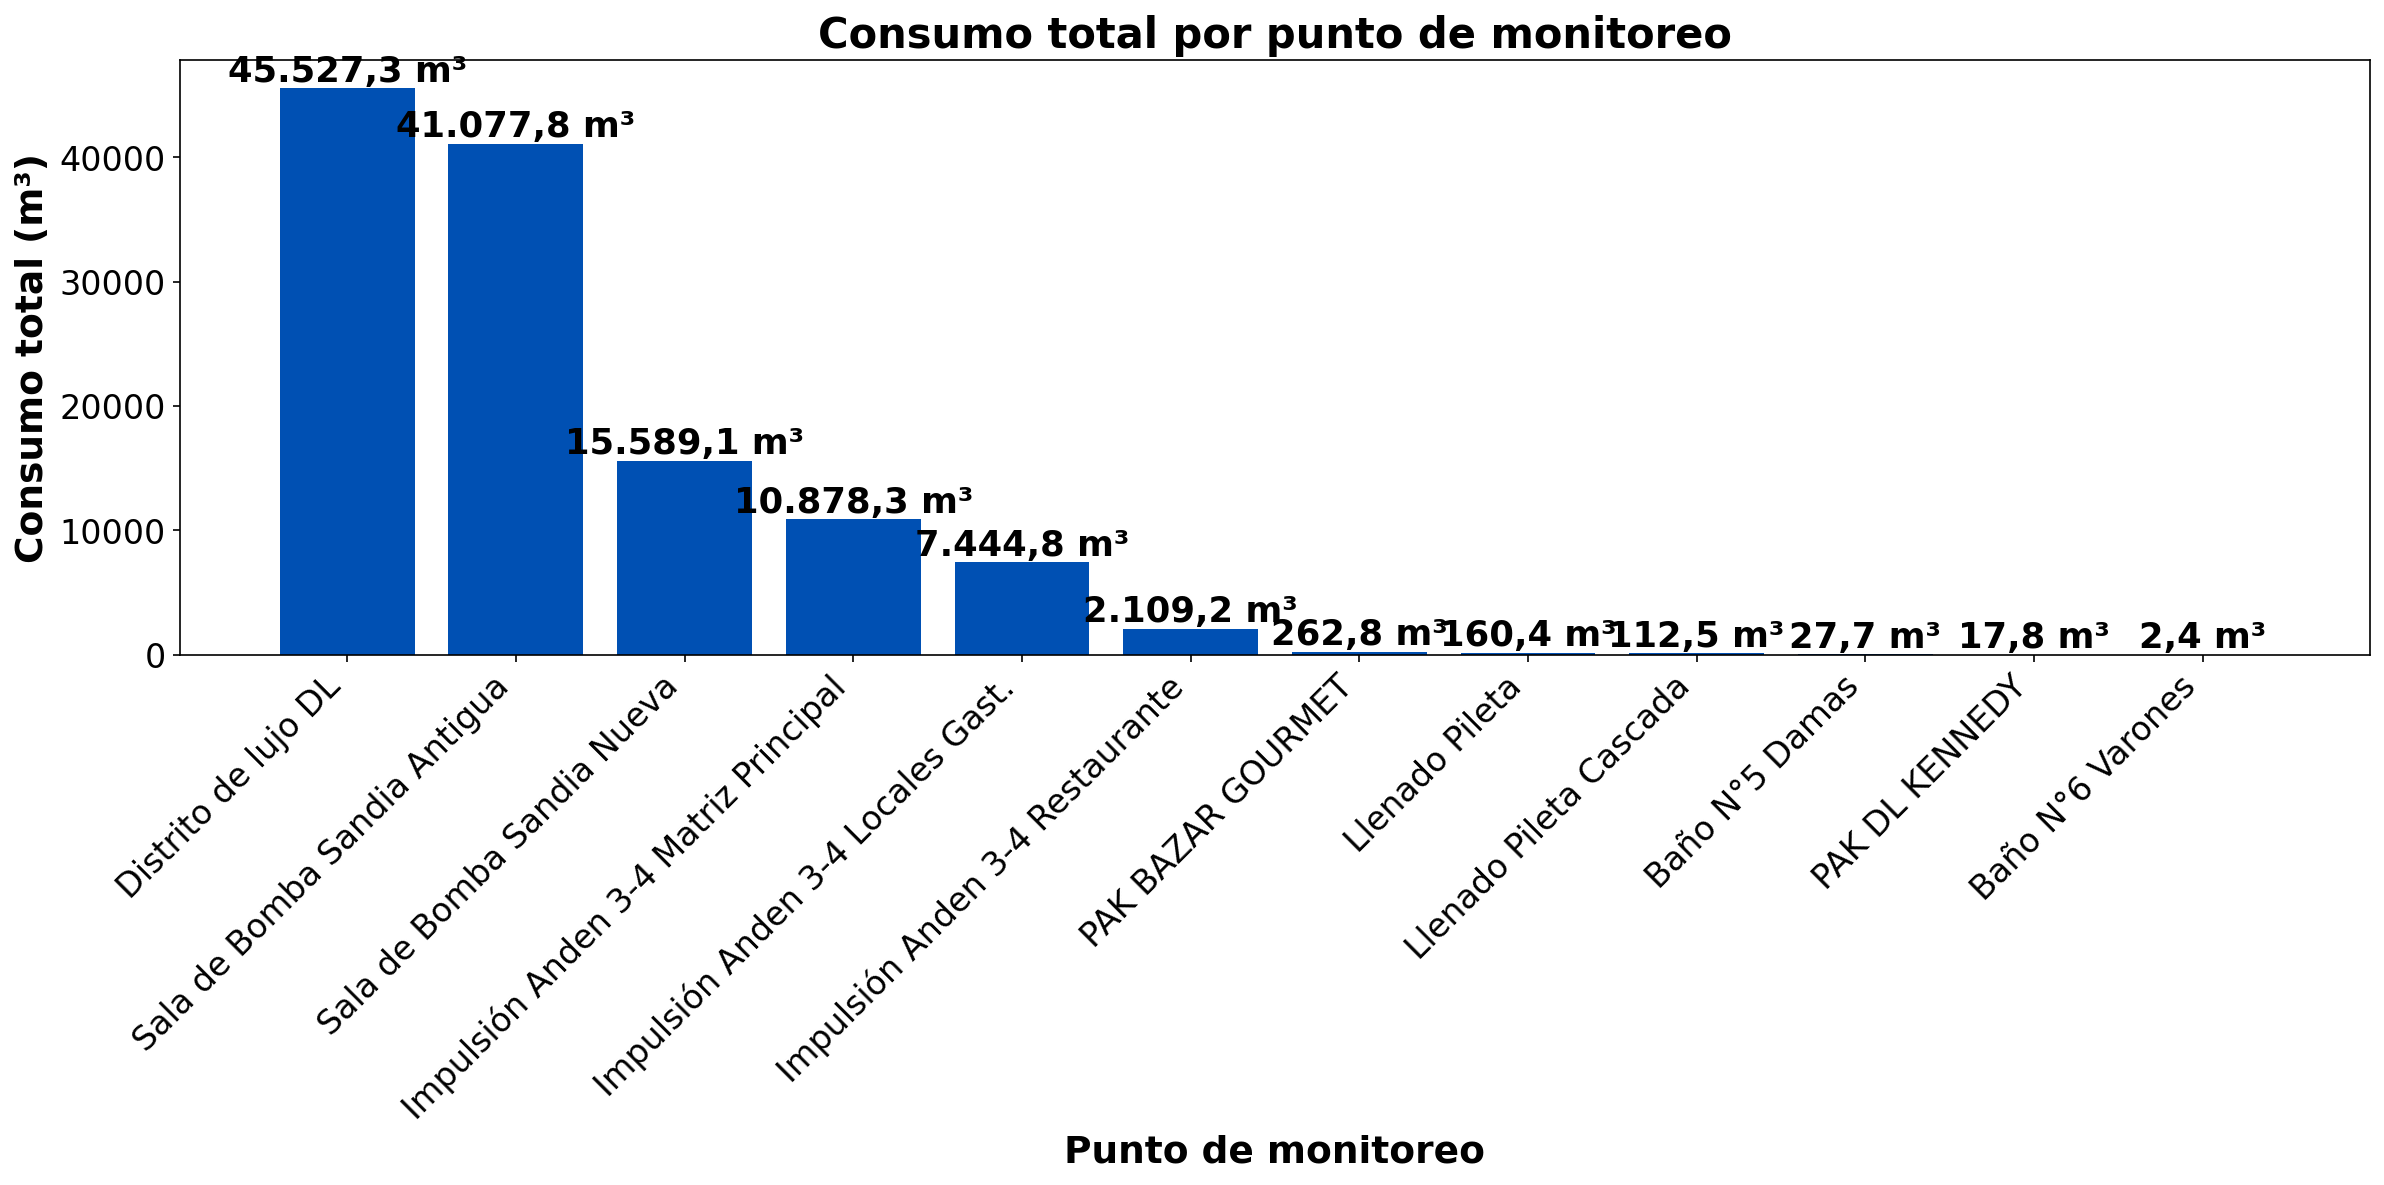 Consumo total por punto de monitoreo
Consumo total (m³)
40000
30000
20000
10000
0
45.527,3 m³
41.077,8 m³
15.589,1 m³
10.878,3 m³
7.444,8 m³
2.109,2 m³
262,8 m³
160,4 m³
112,5 m³
27,7 m³
17,8 m³
2,4 m³
Distrito de lujo DL
Sala de Bomba Sandia Antigua
Sala de Bomba Sandia Nueva
Impulsión Anden 3-4 Matriz Principal
Impulsión Anden 3-4 Locales Gast.
Impulsión Anden 3-4 Restaurante
PAK BAZAR GOURMET
Llenado Pileta
Llenado Pileta Cascada
Baño N°5 Damas
PAK DL KENNEDY
Baño N°6 Varones
Punto de monitoreo